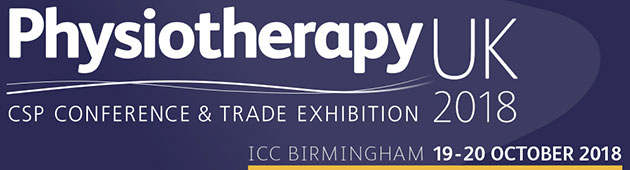 Physiotherapy UK
CSP CONFERENCE & TRADE EXHIBITION 2018
ICC BIRMINGHAM 19-20 OCTOBER 2018